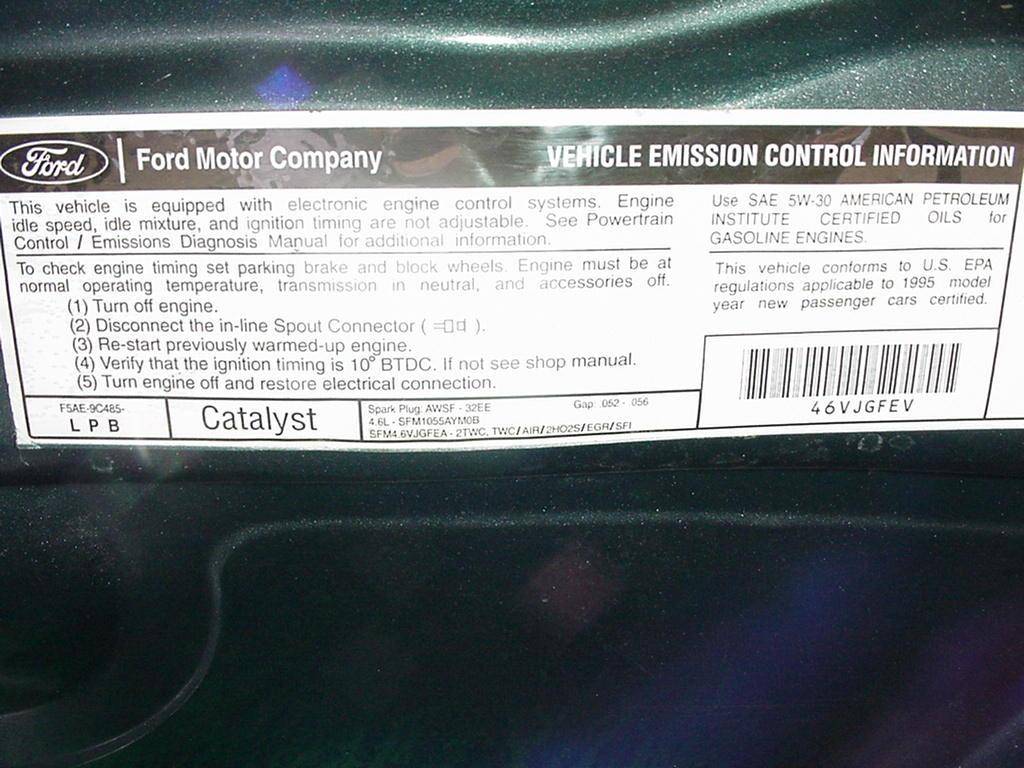 Ford
Ford Motor Company
VEHICLE EMISSION CONTROL INFORMATION
This vehicle is equipped with electronic engine control systems. Engine
idle speed, idle mixture, and ignition timing are not adjustable. See Powertrain
Control / Emissions Diagnosis Manual for additional information.
To check engine timing set parking brake and block wheels. Engine must be at
normal operating temperature, transmission in neutral, and accessories off.
(1) Turn off engine.
(2) Disconnect the in-line Spout Connector ( ).
(3) Re-start previously warmed-up engine.
(4) Verify that the ignition timing is 10° BTDC. If not see shop manual.
(5) Turn engine off and restore electrical connection.
Use SAE 5W-30 AMERICAN PETROLEUM
INSTITUTE CERTIFIED OILS for
GASOLINE ENGINES.
This vehicle conforms to U.S. EPA
regulations applicable to 1995 model
year new passenger cars certified.
F5AE-9C485-
LPB
Catalyst
Spark Plug: AWSF - 32EE Gap: .052 - .056
4.6L - SFM1055AYM0B
SFM4.6VJGFEA - 2TWC, TWC/AIR/2HO2S/EGR/SFI
46VJGFEV